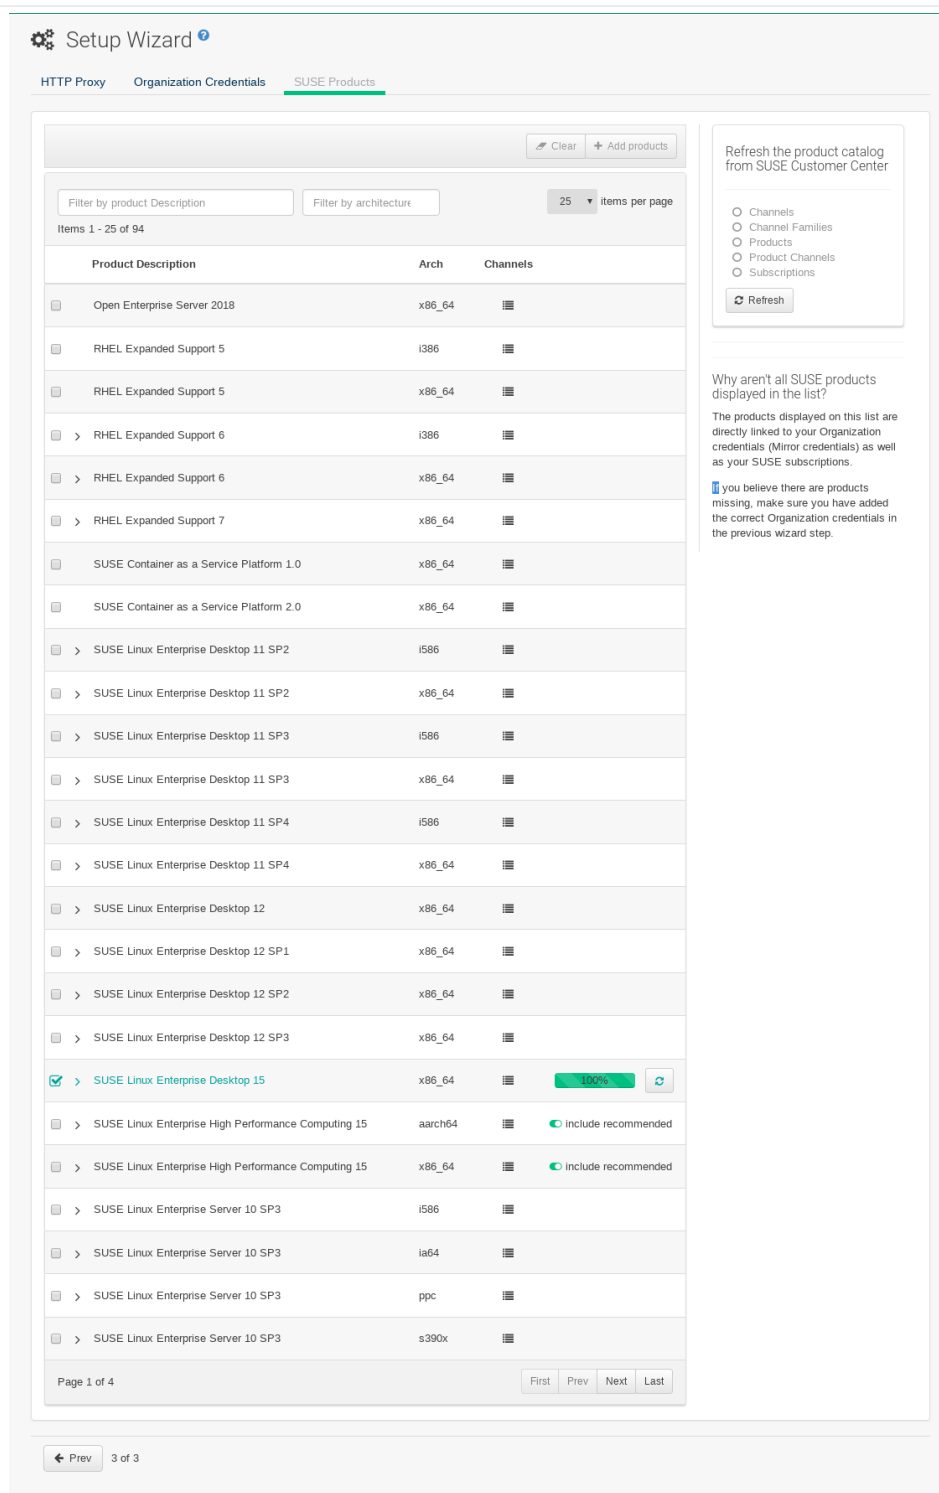 Setup Wizard ?
HTTP Proxy Organization Credentials SUSE Products
Clear Add products
Filter by product Description Filter by architecture 25 items per page
Items 1 - 25 of 94
Product Description Arch Channels
Open Enterprise Server 2018 x86_64
RHEL Expanded Support 5 i386
RHEL Expanded Support 5 x86_64
RHEL Expanded Support 6 i386
RHEL Expanded Support 6 x86_64
RHEL Expanded Support 7 x86_64
SUSE Container as a Service Platform 1.0 x86_64
SUSE Container as a Service Platform 2.0 x86_64
SUSE Linux Enterprise Desktop 11 SP2 i586
SUSE Linux Enterprise Desktop 11 SP2 x86_64
SUSE Linux Enterprise Desktop 11 SP3 i586
SUSE Linux Enterprise Desktop 11 SP3 x86_64
SUSE Linux Enterprise Desktop 11 SP4 i586
SUSE Linux Enterprise Desktop 11 SP4 x86_64
SUSE Linux Enterprise Desktop 12 x86_64
SUSE Linux Enterprise Desktop 12 SP1 x86_64
SUSE Linux Enterprise Desktop 12 SP2 x86_64
SUSE Linux Enterprise Desktop 12 SP3 x86_64
SUSE Linux Enterprise Desktop 15 x86_64 100%
SUSE Linux Enterprise High Performance Computing 15 aarch64 include recommended
SUSE Linux Enterprise High Performance Computing 15 x86_64 include recommended
SUSE Linux Enterprise Server 10 SP3 i586
SUSE Linux Enterprise Server 10 SP3 ia64
SUSE Linux Enterprise Server 10 SP3 ppc
SUSE Linux Enterprise Server 10 SP3 s390x
Page 1 of 4 First Prev Next Last
Refresh the product catalog
from SUSE Customer Center
Channels
Channel Families
Products
Product Channels
Subscriptions
Refresh
Why aren't all SUSE products
displayed in the list?
The products displayed on this list are
directly linked to your Organization
credentials (Mirror credentials) as well
as your SUSE subscriptions.
If you believe there are products
missing, make sure you have added
the correct Organization credentials in
the previous wizard step.
Prev 3 of 3